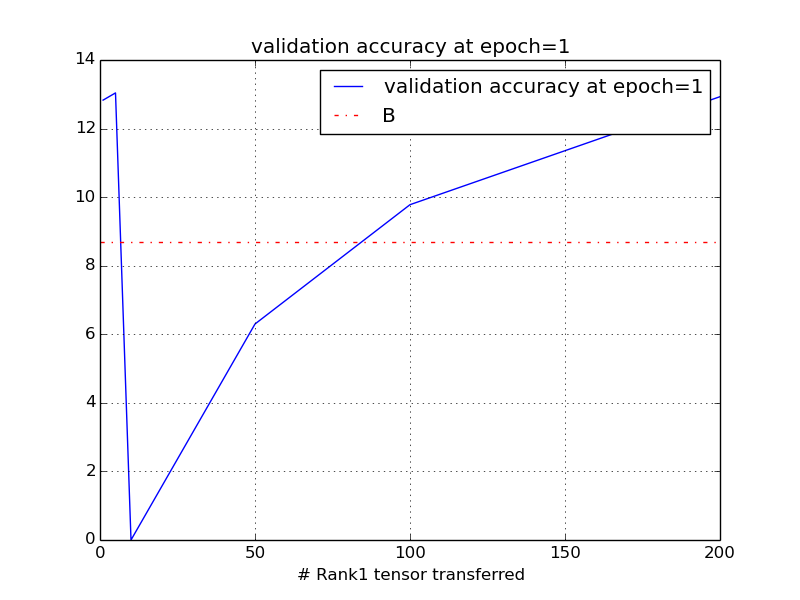 validation accuracy at epoch=1
validation accuracy at epoch=1
B
14
12
10
8
6
4
2
0
0 50 100 150 200
# Rank1 tensor transferred